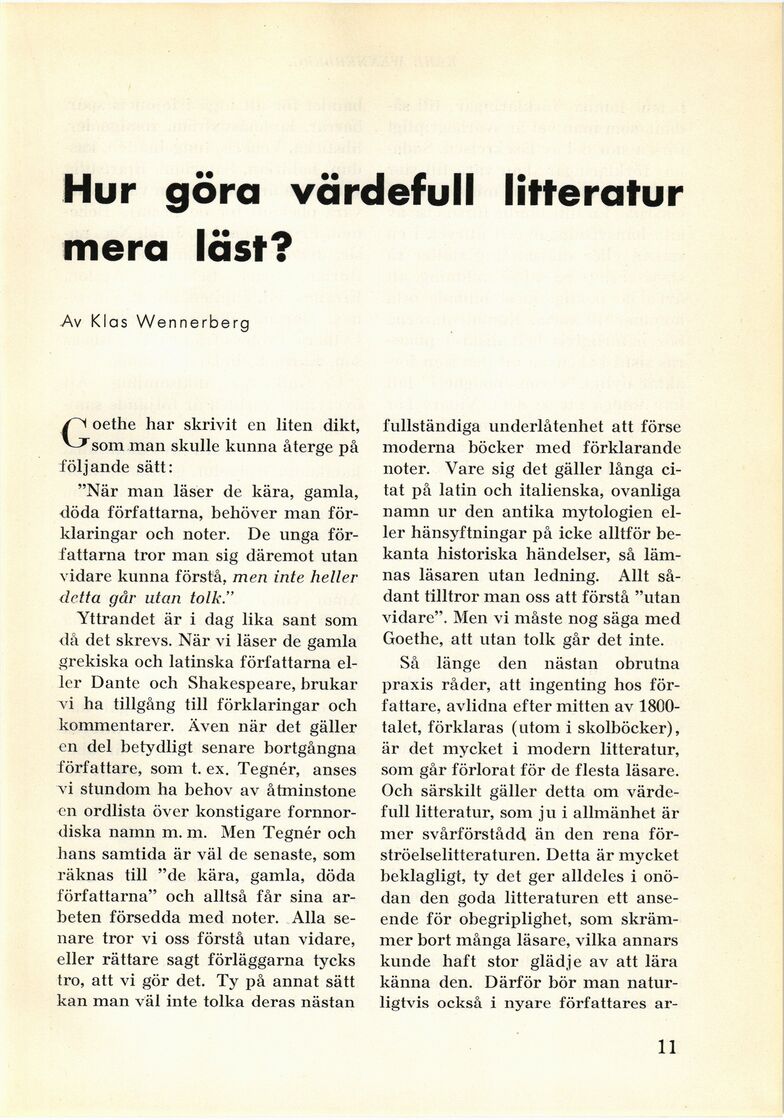 Hur göra värdefull litteratur
mera läst?
Av Klas Wennerberg
Goethe har skrivit en liten dikt,
som man skulle kunna återge på
följande sätt:
”När man läser de kära, gamla,
döda författarna, behöver man för-
klaringar och noter. De unga för-
fattarna tror man sig däremot utan
vidare kunna förstå, men inte heller
detta går utan tolk.”
Yttrandet är i dag lika sant som
då det skrevs. När vi läser de gamla
grekiska och latinska författarna el-
ler Dante och Shakespeare, brukar
vi ha tillgång till förklaringar och
kommentarer. Även när det gäller
en del betydligt senare bortgångna
författare, som t. ex. Tegnér, anses
vi stundom ha behov av åtminstone
en ordlista över konstigare fornnor-
diska namn m. m. Men Tegnér och
hans samtida är väl de senaste, som
räknas till ”de kära, gamla, döda
författarna” och alltså får sina ar-
beten försedda med noter. Alla se-
nare tror vi oss förstå utan vidare,
eller rättare sagt förläggarna tycks
tro, att vi gör det. Ty på annat sätt
kan man väl inte tolka deras nästan
fullständiga underlåtenhet att förse
moderna böcker med förklarande
noter. Vare sig det gäller långa ci-
tat på latin och italienska, ovanliga
namn ur den antika mytologien el-
ler hänsyftningar på icke alltför be-
kanta historiska händelser, så läm-
nas läsaren utan ledning. Allt så-
dant tilltror man oss att förstå ”utan
vidare”. Men vi måste nog säga med
Goethe, att utan tolk går det inte.
Så länge den nästan obrutna
praxis råder, att ingenting hos för-
fattare, avlidna efter mitten av 1800-
talet, förklaras (utom i skolböcker),
är det mycket i modern litteratur,
som går förlorat för de flesta läsare.
Och särskilt gäller detta om värde-
full litteratur, som ju i allmänhet är
mer svårförstådd än den rena för-
ströelselitteraturen. Detta är mycket
beklagligt, ty det ger alldeles i onö-
dan den goda litteraturen ett anse-
ende för obegriplighet, som skräm-
mer bort många läsare, vilka annars
kunde haft stor glädje av att lära
känna den. Därför bör man natur-
ligtvis också i nyare författares ar-
11